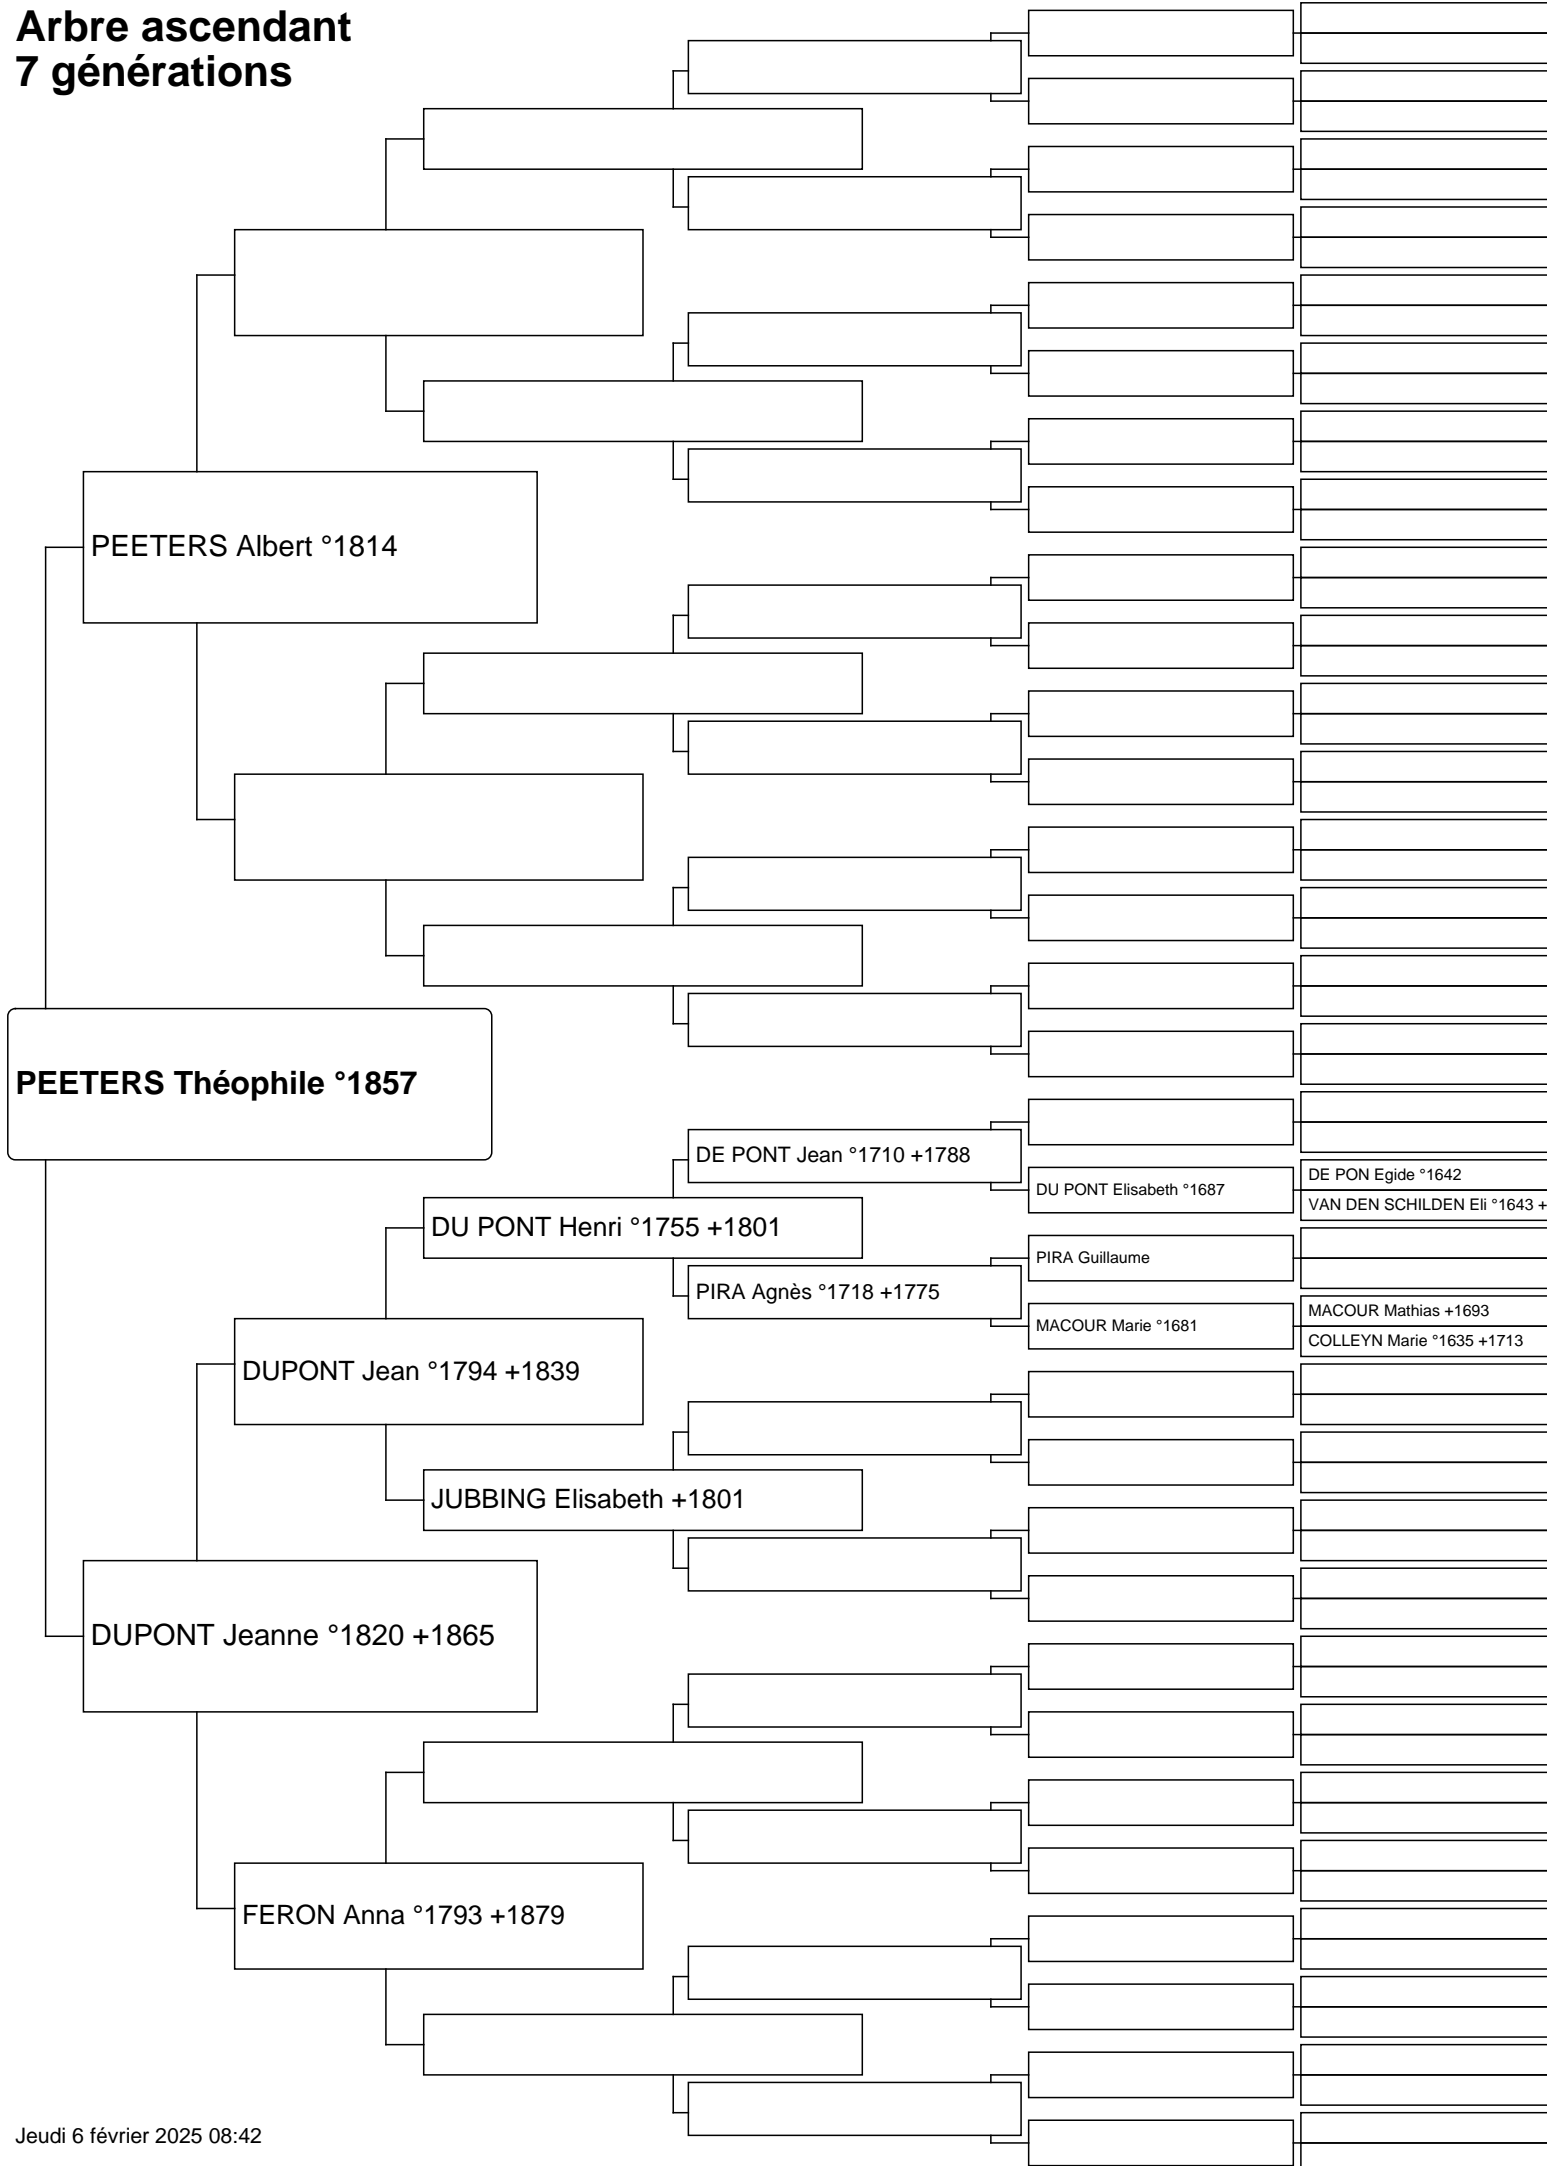 Arbre ascendant
7 générations
PEETERS Albert °1814
PEETERS Théophile °1857
DE PONT Jean °1710 +1788
DU PONT Elisabeth °1687
DE PON Egide °1642
VAN DEN SCHILDEN Eli °1643 +
DU PONT Henri °1755 +1801
PIRA Guillaume
PIRA Agnès °1718 +1775
MACOUR Marie °1681
MACOUR Mathias +1693
COLLEYN Marie °1635 +1713
DUPONT Jean °1794 +1839
JUBBING Elisabeth +1801
DUPONT Jeanne °1820 +1865
FERON Anna °1793 +1879
Jeudi 6 février 2025 08:42